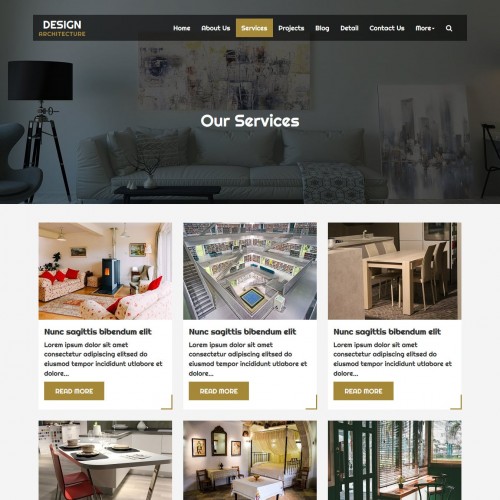 DESIGN
ARCHITECTURE
Home About Us Services Projects Blog Detail Contact Us More
Our Services
Nunc sagittis bibendum elit
Lorem ipsum dolor sit amet
consectetur adipiscing elitsed do
eiusmod tempor incididunt utlabore et
dolore...
READ MORE
Nunc sagittis bibendum elit
Lorem ipsum dolor sit amet
consectetur adipiscing elitsed do
eiusmod tempor incididunt utlabore et
dolore...
READ MORE
Nunc sagittis bibendum elit
Lorem ipsum dolor sit amet
consectetur adipiscing elitsed do
eiusmod tempor incididunt utlabore et
dolore...
READ MORE